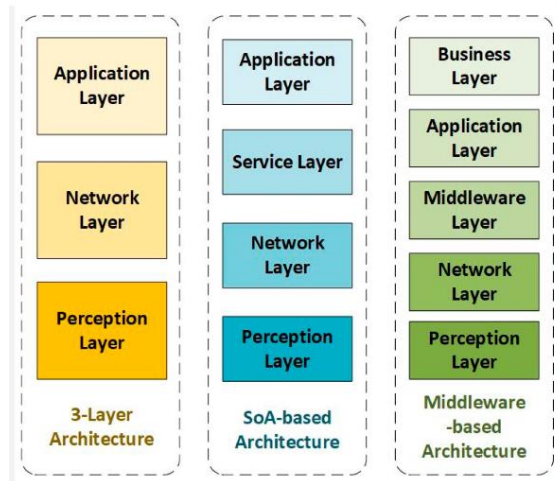 Application
Layer
Network
Layer
Perception
Layer
3-Layer
Architecture
Application
Layer
Service Layer
Network
Layer
Perception
Layer
SoA-based
Architecture
Business
Layer
Application
Layer
Middleware
Layer
Network
Layer
Perception
Layer
Middleware
-based
Architecture